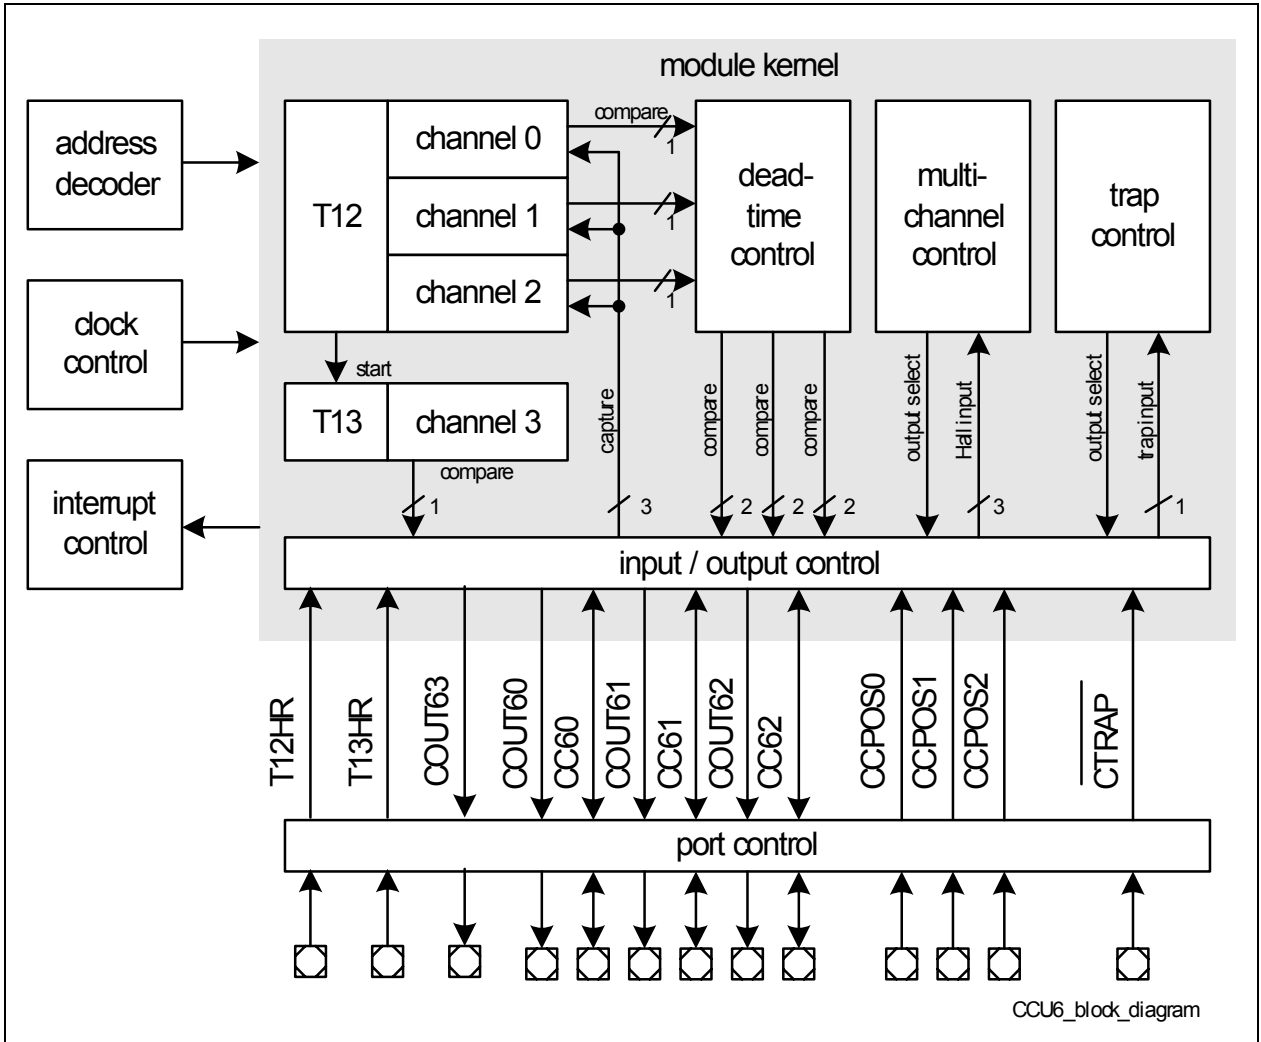 module kernel
address
decoder
clock
control
interrupt
control
T12
channel 0
channel 1
channel 2
compare
1
1
1
dead-
time
control
multi-
channel
control
trap
control
start
T13
channel 3
compare
1
capture
3
compare
2
compare
2
compare
2
output select
Hall input
3
output select
trap input
1
input / output control
T12HR
T13HR
COUT63
COUT60
CC60
COUT61
CC61
COUT62
CC62
CCPOS0
CCPOS1
CCPOS2
CTRAP
port control
CCU6_block_diagram